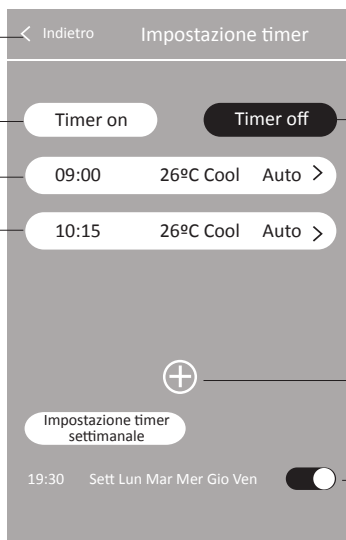 Indietro Impostazione timer
Timer on Timer off
09:00 26ºC Cool Auto
10:15 26ºC Cool Auto
Impostazione timer
settimanale
19:30 Sett Lun Mar Mer Gio Ven